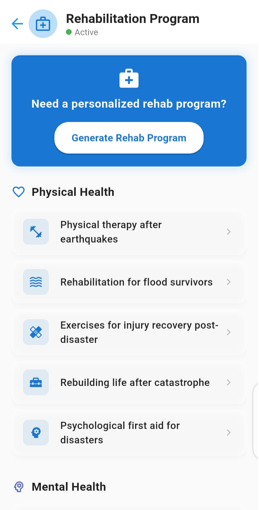 Rehabilitation Program
Active
Need a personalized rehab program?
Generate Rehab Program
Physical Health
Physical therapy after
earthquakes
Rehabilitation for flood survivors
Exercises for injury recovery post-
disaster
Rebuilding life after catastrophe
Psychological first aid for
disasters
Mental Health